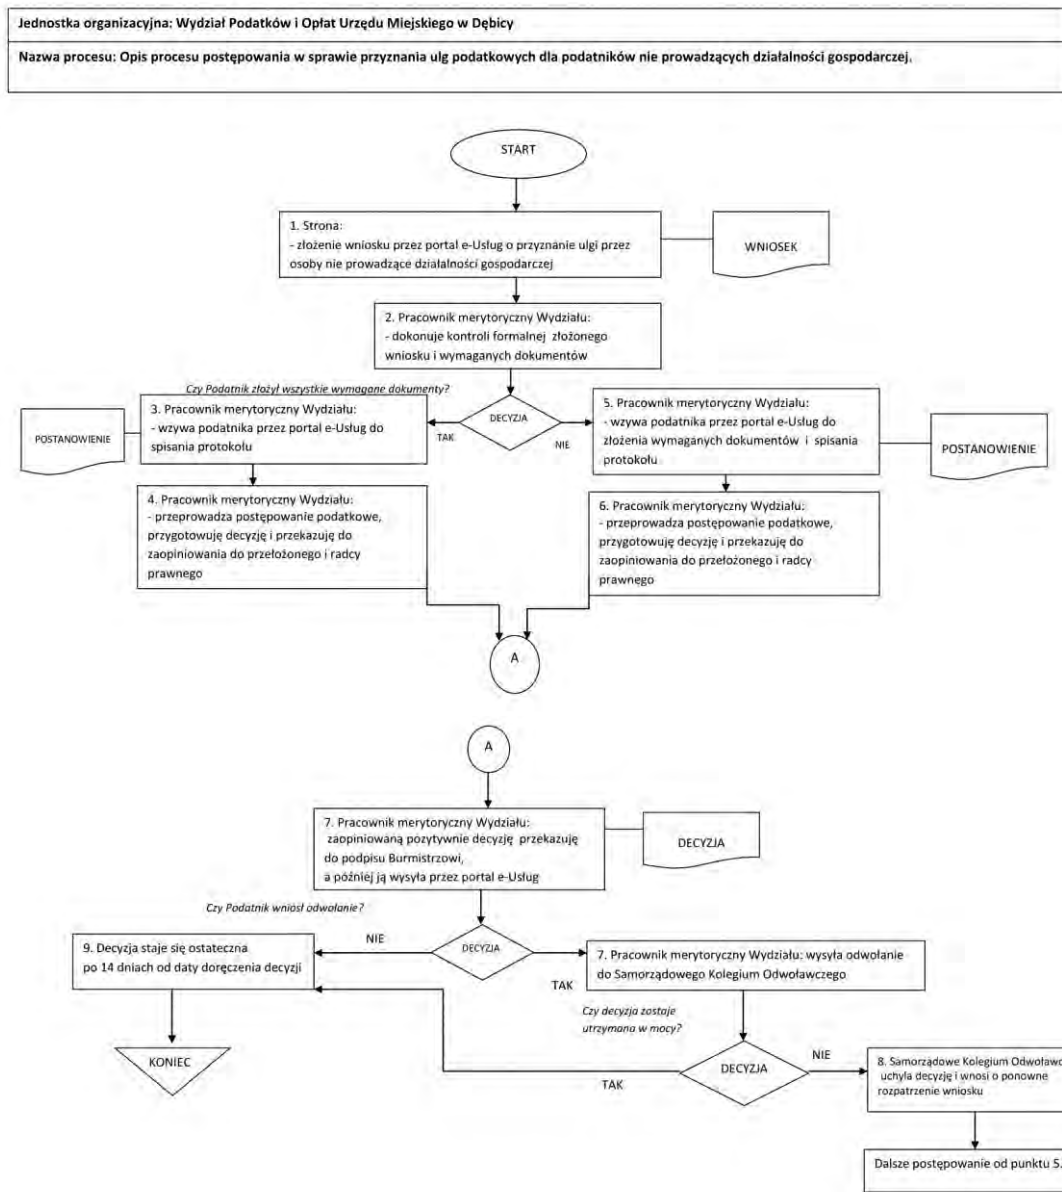 Jednostka organizacyjna: Wydział Podatków i Opłat Urzędu Miejskiego w Dębicy
Nazwa procesu: Opis procesu postępowania w sprawie przyznania ulg podatkowych dla podatników nie prowadzących działalności gospodarczej.
START
1. Strona:
- złożenie wniosku przez portal e-Usług o przyznanie ulgi przez
osoby nie prowadzące działalności gospodarczej
WNIOSEK
2. Pracownik merytoryczny Wydziału:
- dokonuje kontroli formalnej złożonego
wniosku i wymaganych dokumentów
Czy Podatnik złożył wszystkie wymagane dokumenty?
DECYZJA
TAK
NIE
POSTANOWIENIE
3. Pracownik merytoryczny Wydziału:
- wzywa podatnika przez portal e-Usług do
spisania protokołu
5. Pracownik merytoryczny Wydziału:
- wzywa podatnika przez portal e-Usług do
złożenia wymaganych dokumentów i spisania
protokołu
POSTANOWIENIE
4. Pracownik merytoryczny Wydziału:
- przeprowadza postępowanie podatkowe,
przygotowuję decyzję i przekazuję do
zaopiniowania do przełożonego i radcy
prawnego
6. Pracownik merytoryczny Wydziału:
- przeprowadza postępowanie podatkowe,
przygotowuję decyzję i przekazuję do
zaopiniowania do przełożonego i radcy
prawnego
A
A
7. Pracownik merytoryczny Wydziału:
zaopiniowaną pozytywnie decyzję przekazuję
do podpisu Burmistrzowi,
a później ją wysyła przez portal e-Usług
DECYZJA
Czy Podatnik wniósł odwołanie?
DECYZJA
NIE
TAK
9. Decyzja staje się ostateczna
po 14 dniach od daty doręczenia decyzji
7. Pracownik merytoryczny Wydziału: wysyła odwołanie
do Samorządowego Kolegium Odwoławczego
Czy decyzja zostaje
utrzymana w mocy?
KONIEC
DECYZJA
TAK
NIE
8. Samorządowe Kolegium Odwoławc
uchyla decyzję i wnosi o ponowne
rozpatrzenie wniosku
Dalsze postępowanie od punktu 5.